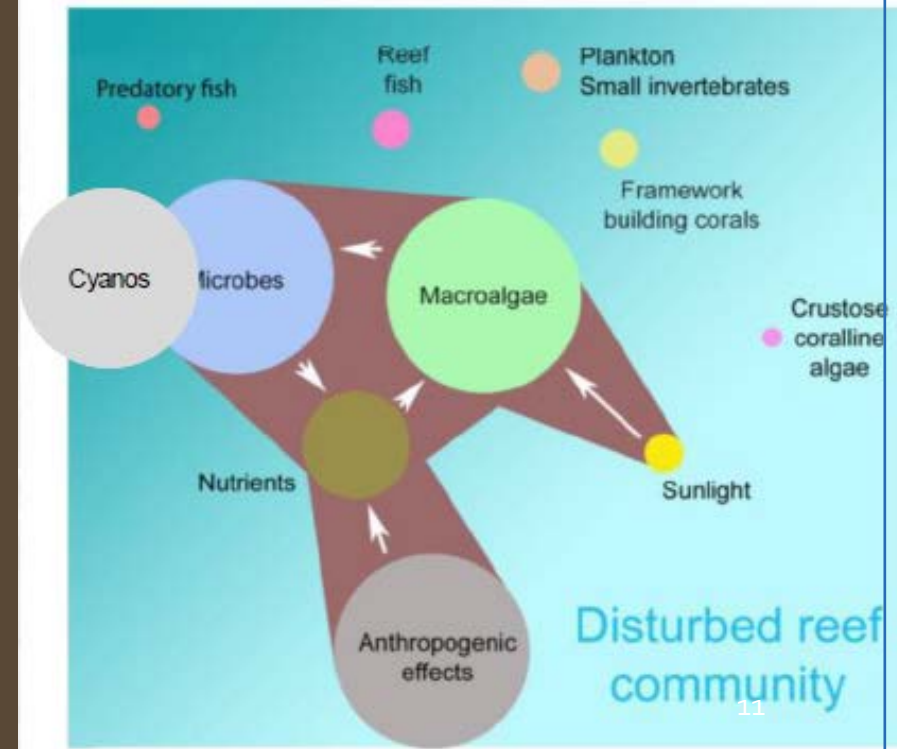 Predatory fish
Reef
fish
Plankton
Small invertebrates
Framework
building corals
Cyanos
Microbes
Macroalgae
Crustose
coralline
algae
Nutrients
Sunlight
Anthropogenic
effects
Disturbed reef
community
11